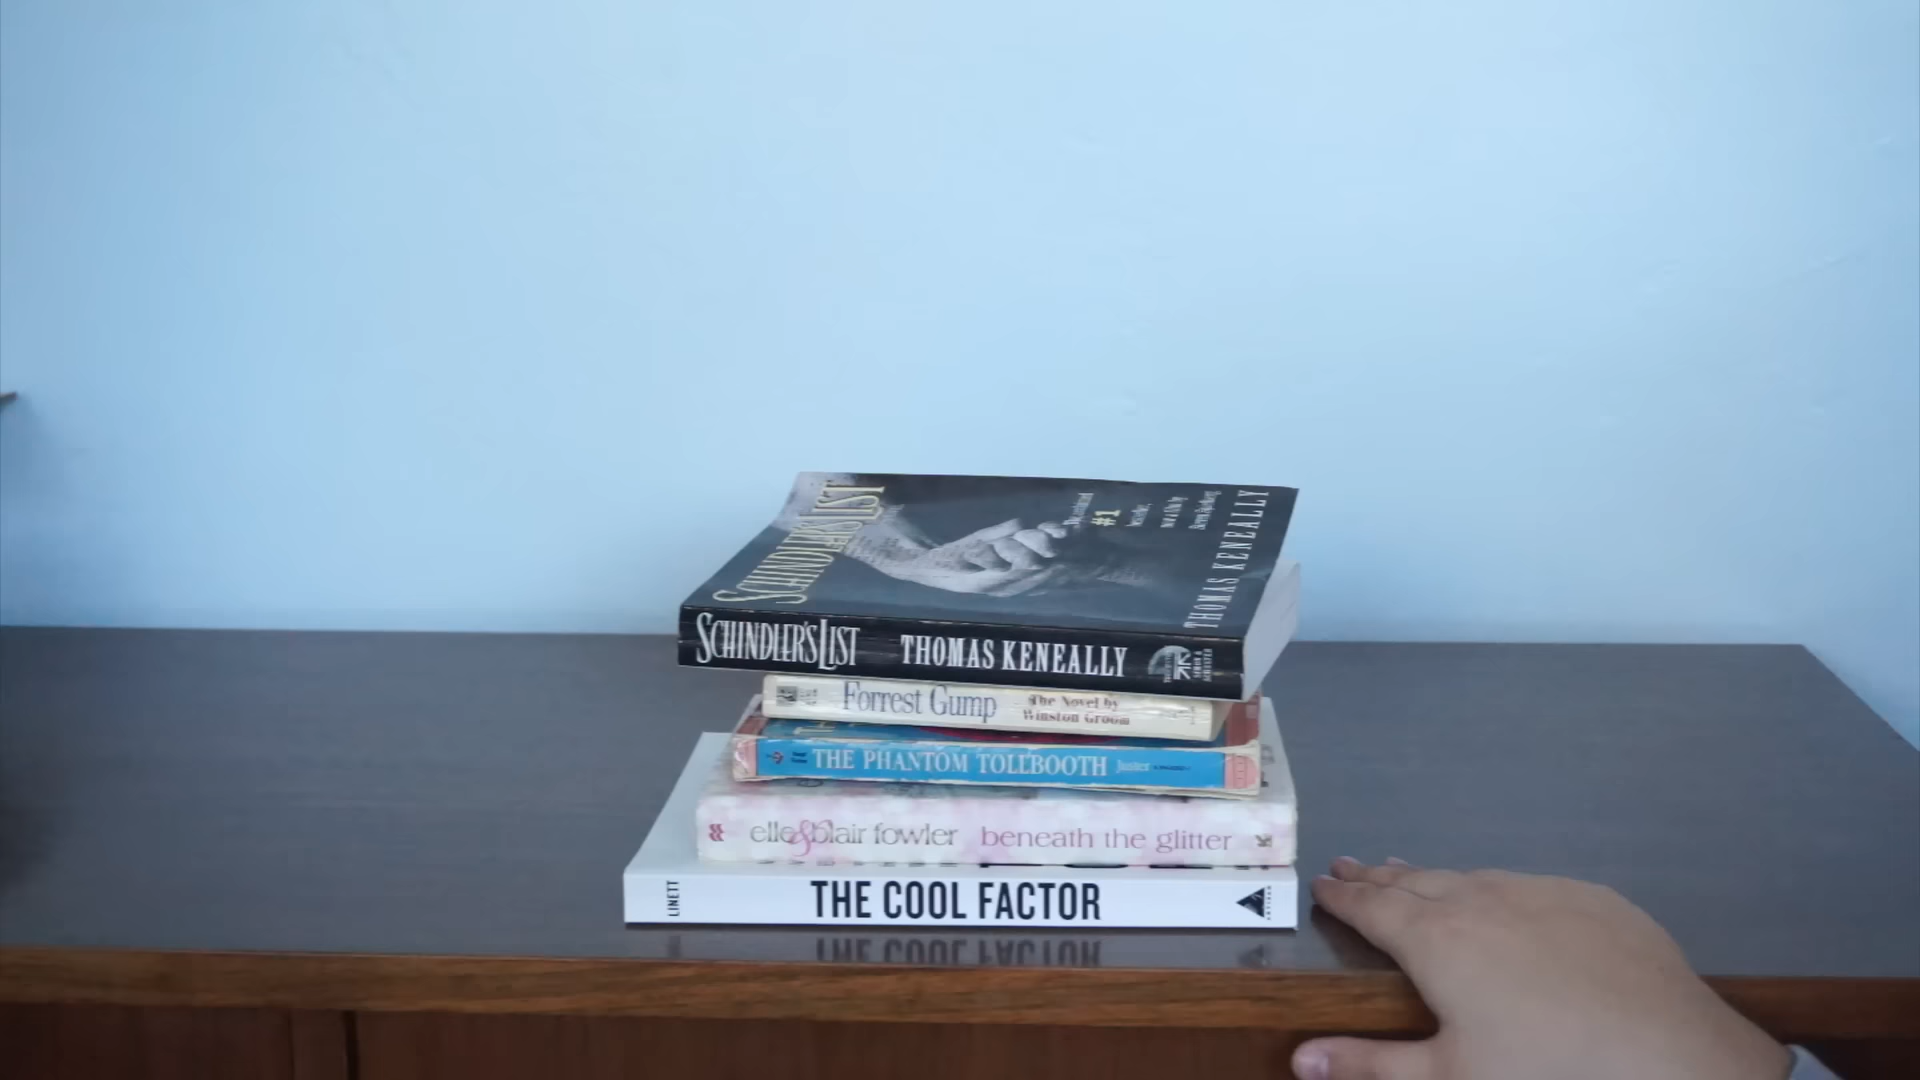 SCHINDLER'S LIST
#1
THOMAS KENEALLY
SCHINDLER'S LIST THOMAS KENEALLY
Forrest Gump The Novel by
Winston Groom
THE PHANTOM TOLLBOOTH Juster
elle & blair fowler beneath the glitter
LINETT THE COOL FACTOR ARTISAN